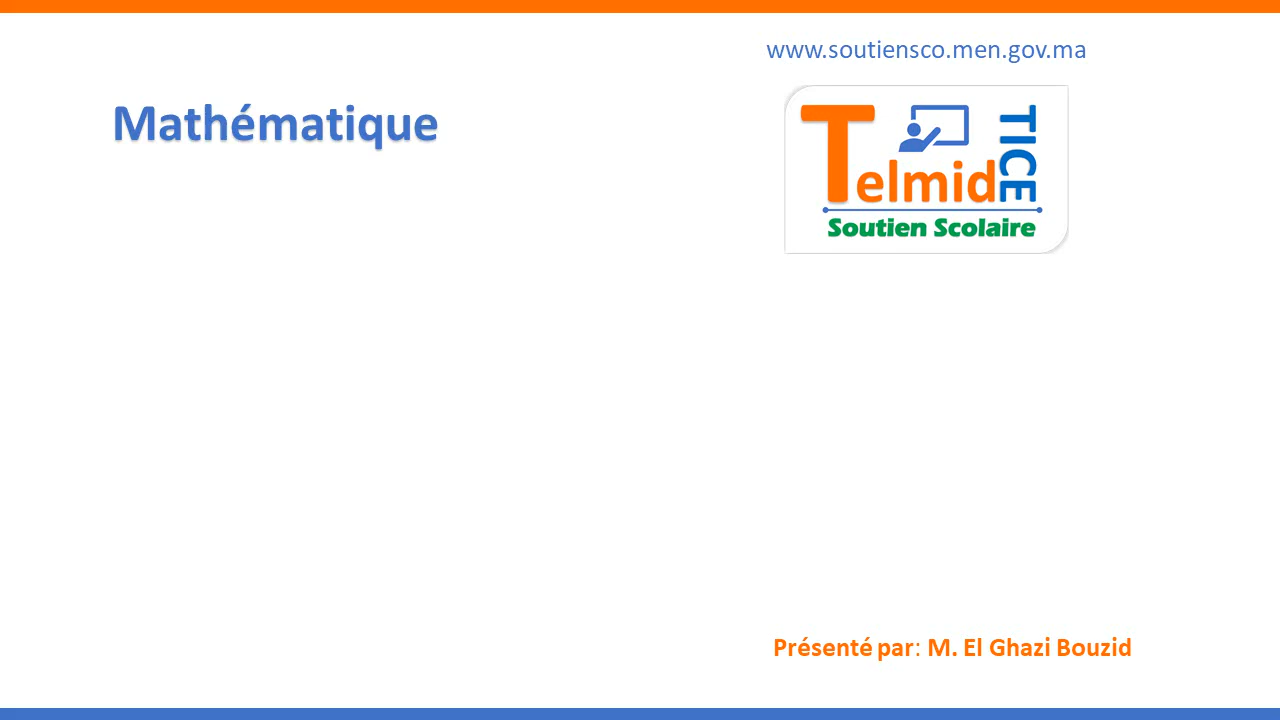 www.soutiensco.men.gov.ma
Mathématique
Telmid TICE
Soutien Scolaire
Présenté par: M. El Ghazi Bouzid